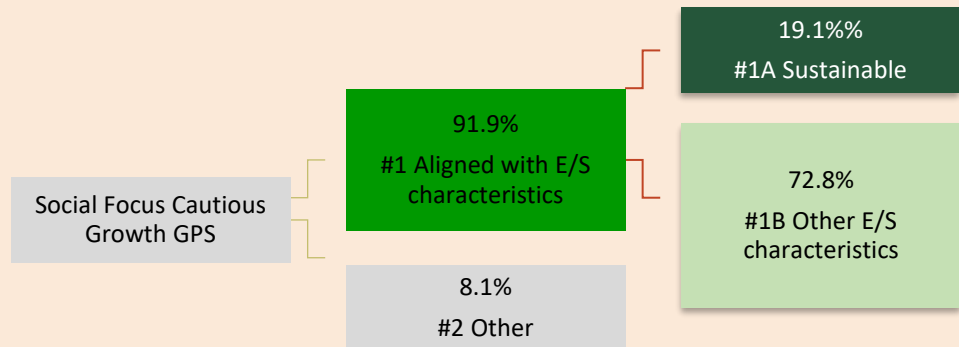 Social Focus Cautious
Growth GPS
91.9%
#1 Aligned with E/S
characteristics
8.1%
#2 Other
19.1%%
#1A Sustainable
72.8%
#1B Other E/S
characteristics